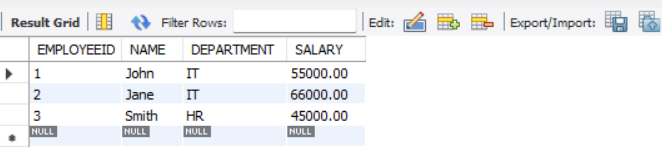 Result Grid Filter Rows: Edit: Export/Import:
EMPLOYEEID NAME DEPARTMENT SALARY
1 John IT 55000.00
2 Jane IT 66000.00
3 Smith HR 45000.00
NULL NULL NULL NULL